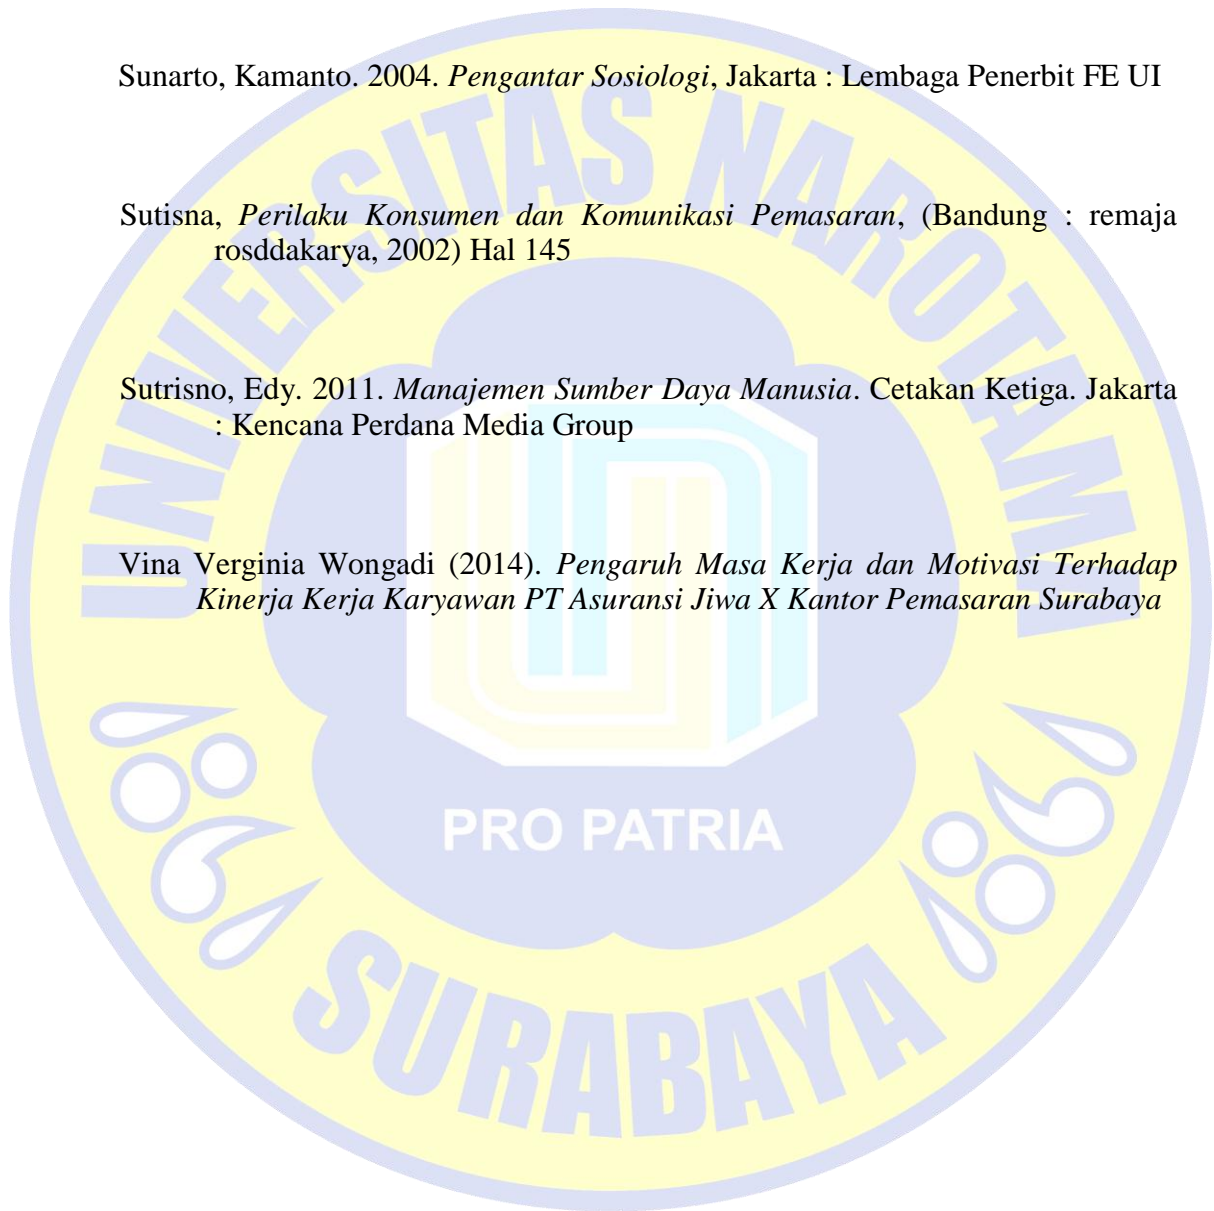 Sunarto, Kamanto. 2004. Pengantar Sosiologi, Jakarta : Lembaga Penerbit FE UI
Sutisna, Perilaku Konsumen dan Komunikasi Pemasaran, (Bandung : remaja
rosddakarya, 2002) Hal 145
Sutrisno, Edy. 2011. Manajemen Sumber Daya Manusia. Cetakan Ketiga. Jakarta
: Kencana Perdana Media Group
Vina Verginia Wongadi (2014). Pengaruh Masa Kerja dan Motivasi Terhadap
Kinerja Kerja Karyawan PT Asuransi Jiwa X Kantor Pemasaran Surabaya
UNIVERSITAS NAROTAMA
PRO PATRIA
SURABAYA